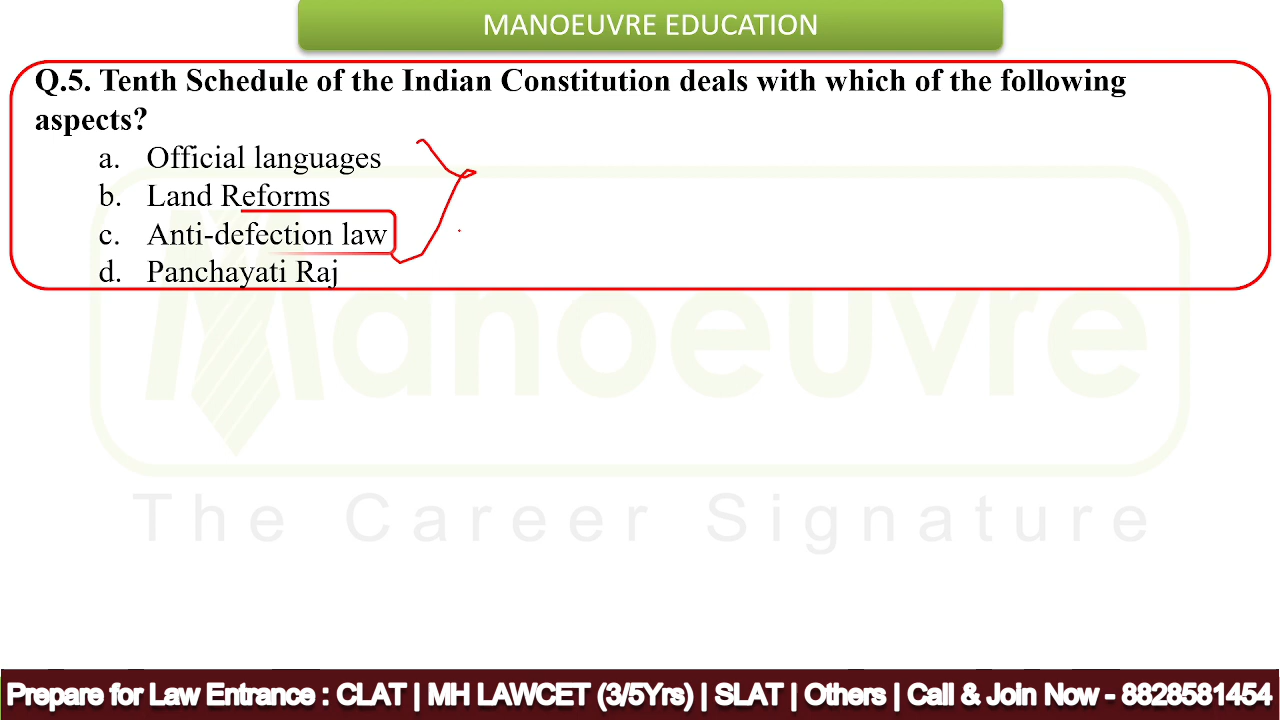 MANOEUVRE EDUCATION
Q.5. Tenth Schedule of the Indian Constitution deals with which of the following
aspects?
a. Official languages
b. Land Reforms
c. Anti-defection law
d. Panchayati Raj
Manoeuvre
The Career Signature
Prepare for Law Entrance : CLAT | MH LAWCET (3/5Yrs) | SLAT | Others | Call & Join Now - 8828581454